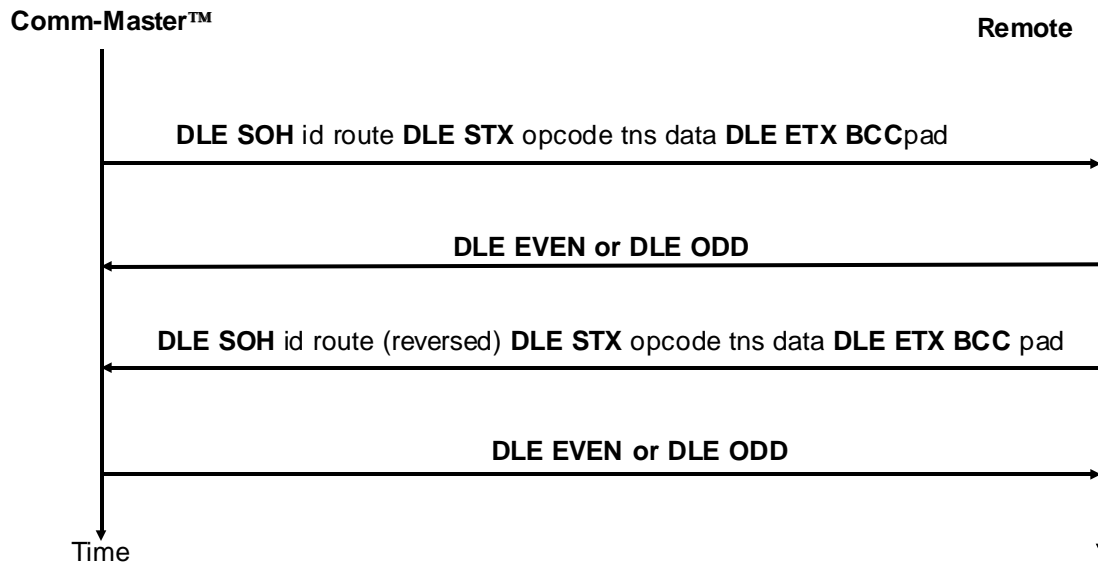 Comm-Master™
Remote
DLE SOH id route DLE STX opcode tns data DLE ETX BCCpad
DLE EVEN or DLE ODD
DLE SOH id route (reversed) DLE STX opcode tns data DLE ETX BCC pad
DLE EVEN or DLE ODD
Time